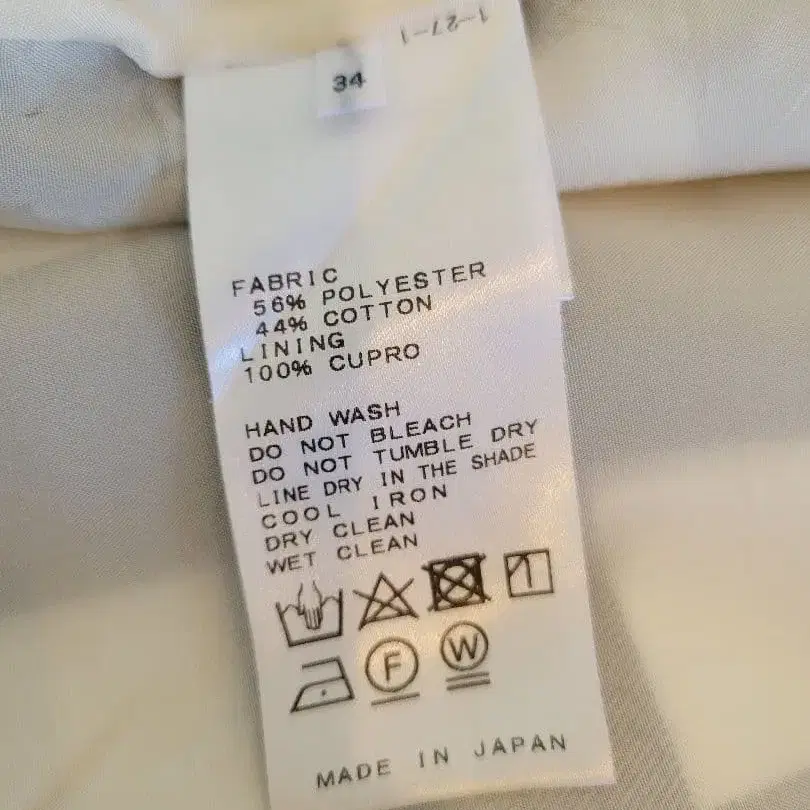 1-27-1
34
FABRIC
56% POLYESTER
44% COTTON
LINING
100% CUPRO
HAND WASH
DO NOT BLEACH
DO NOT TUMBLE DRY
LINE DRY IN THE SHADE
COOL IRON
DRY CLEAN
WET CLEAN
F W
MADE IN JAPAN